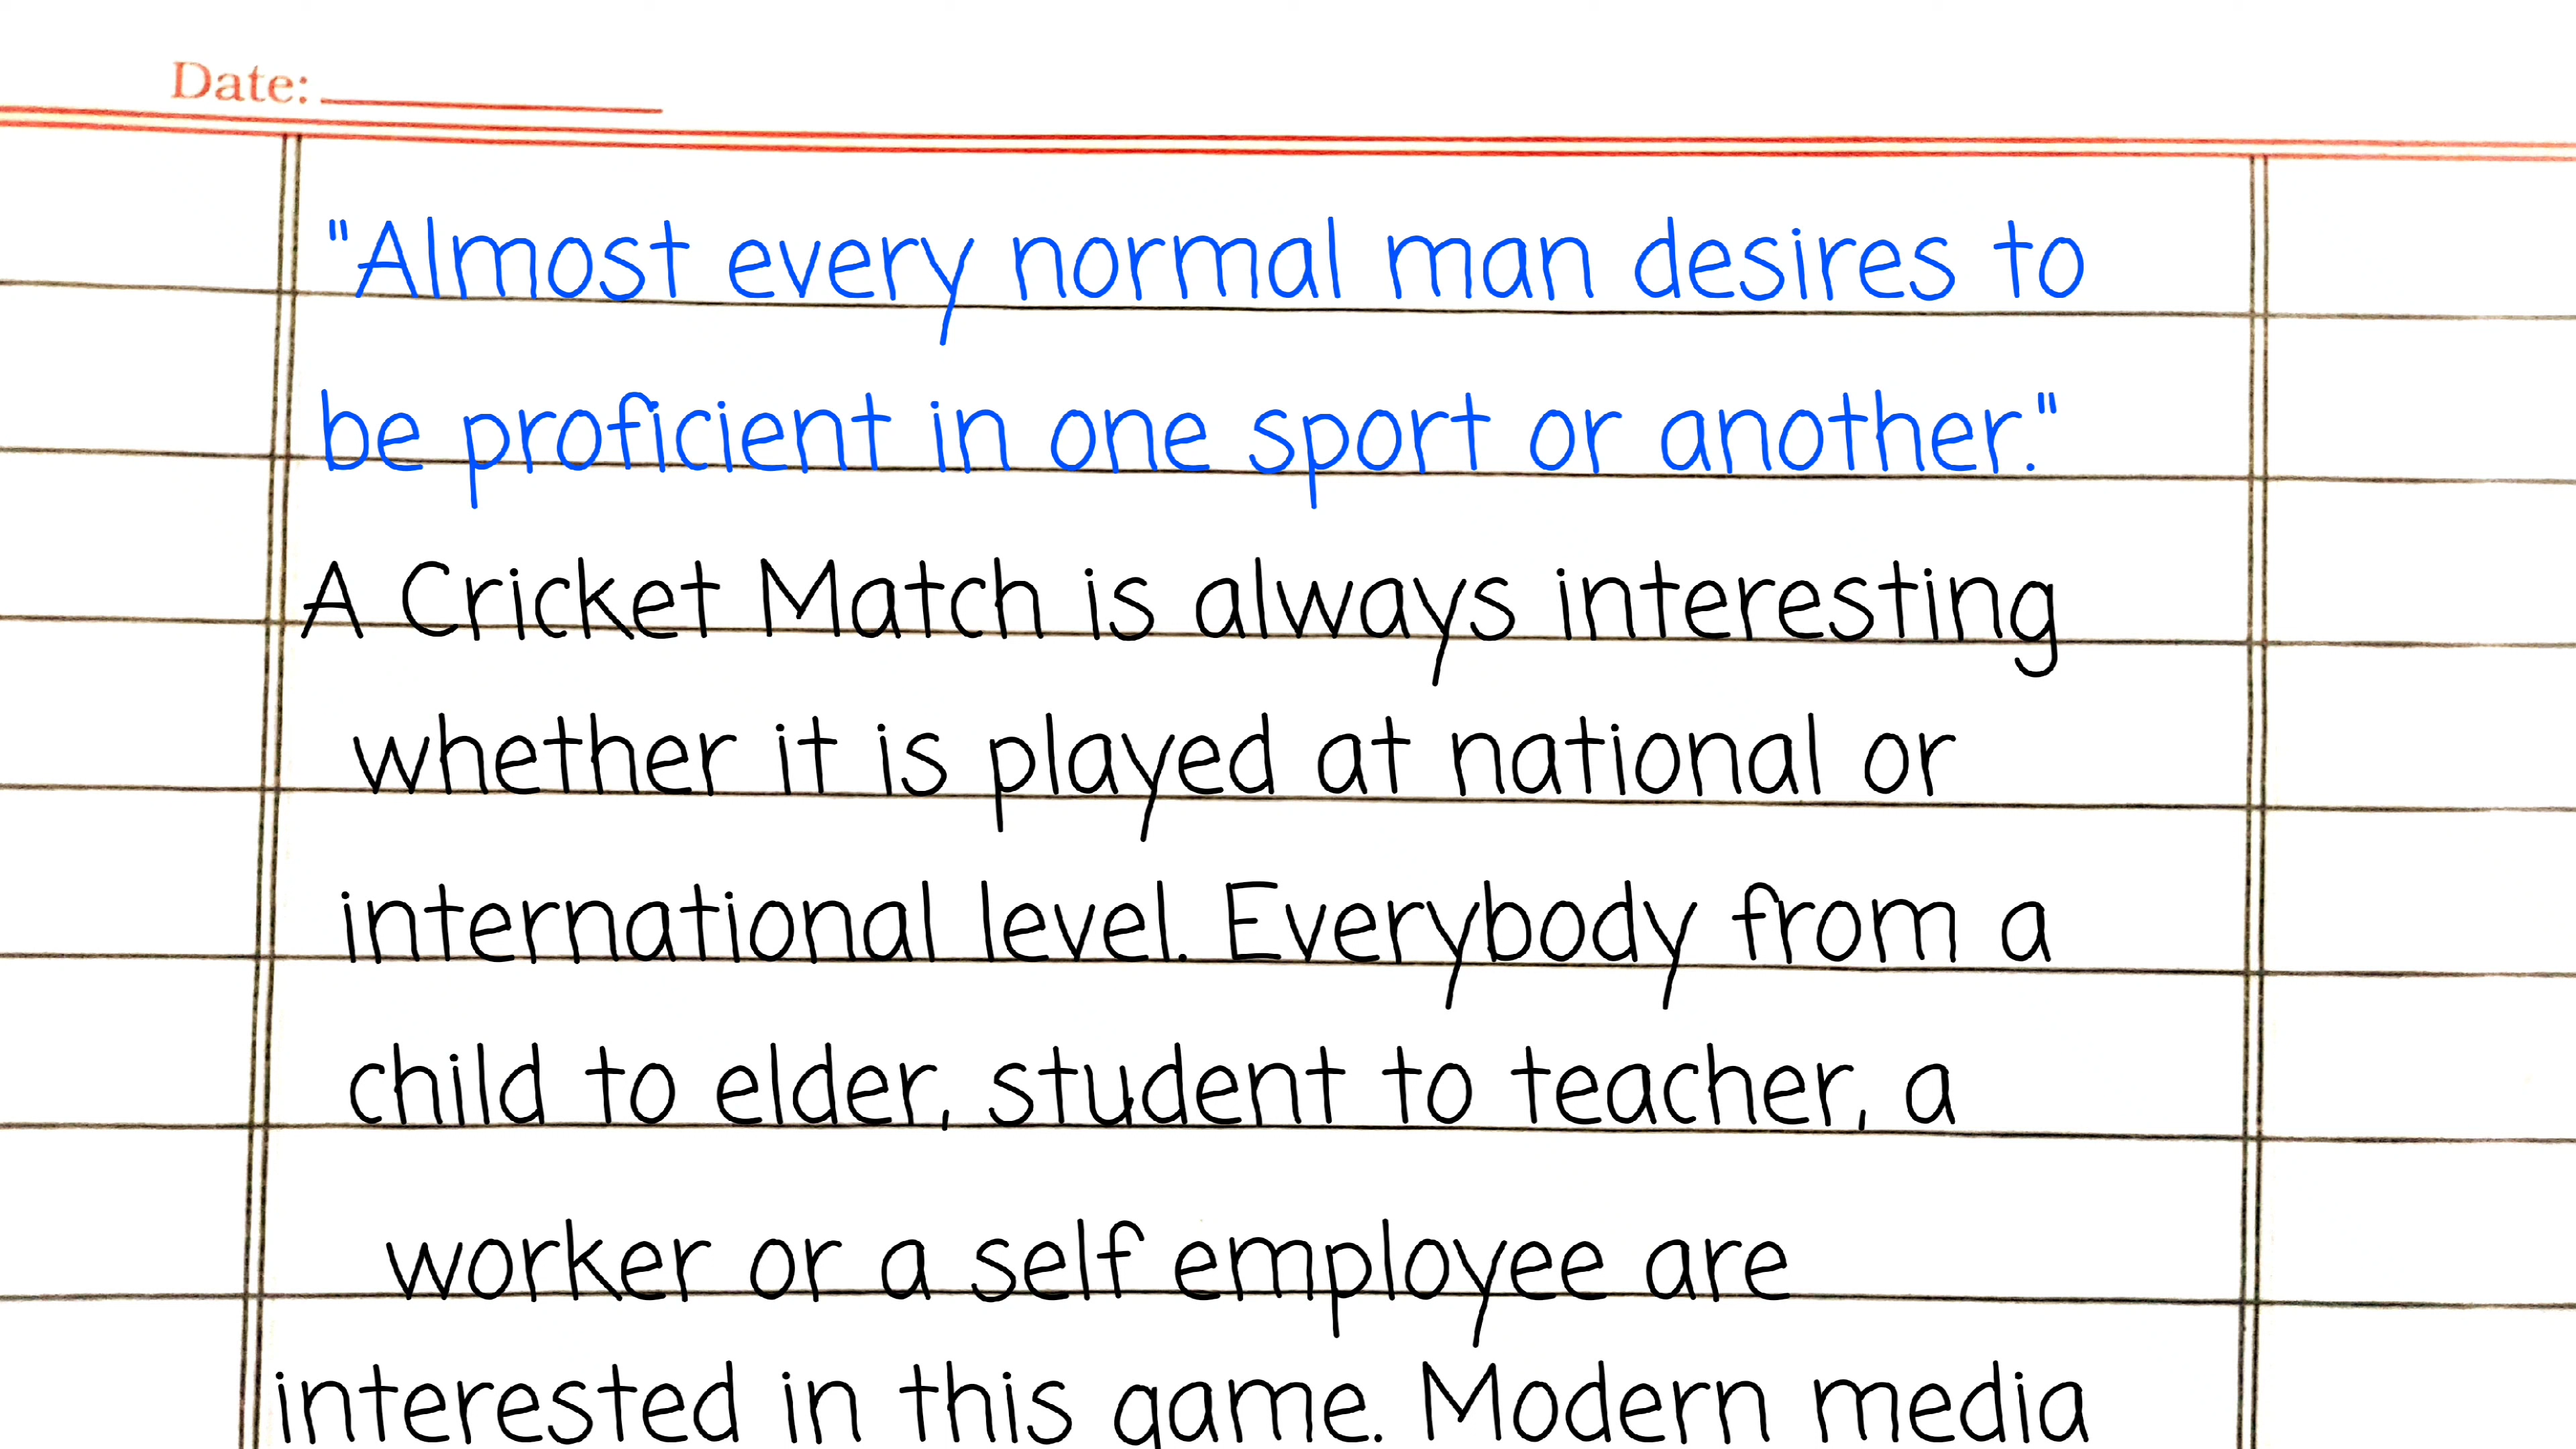 Date:
"Almost every normal man desires to
be proficient in one sport or another."
A Cricket Match is always interesting
whether it is played at national or
international level. Everybody from a
child to elder, student to teacher, a
worker or a self employee are
interested in this game. Modern media